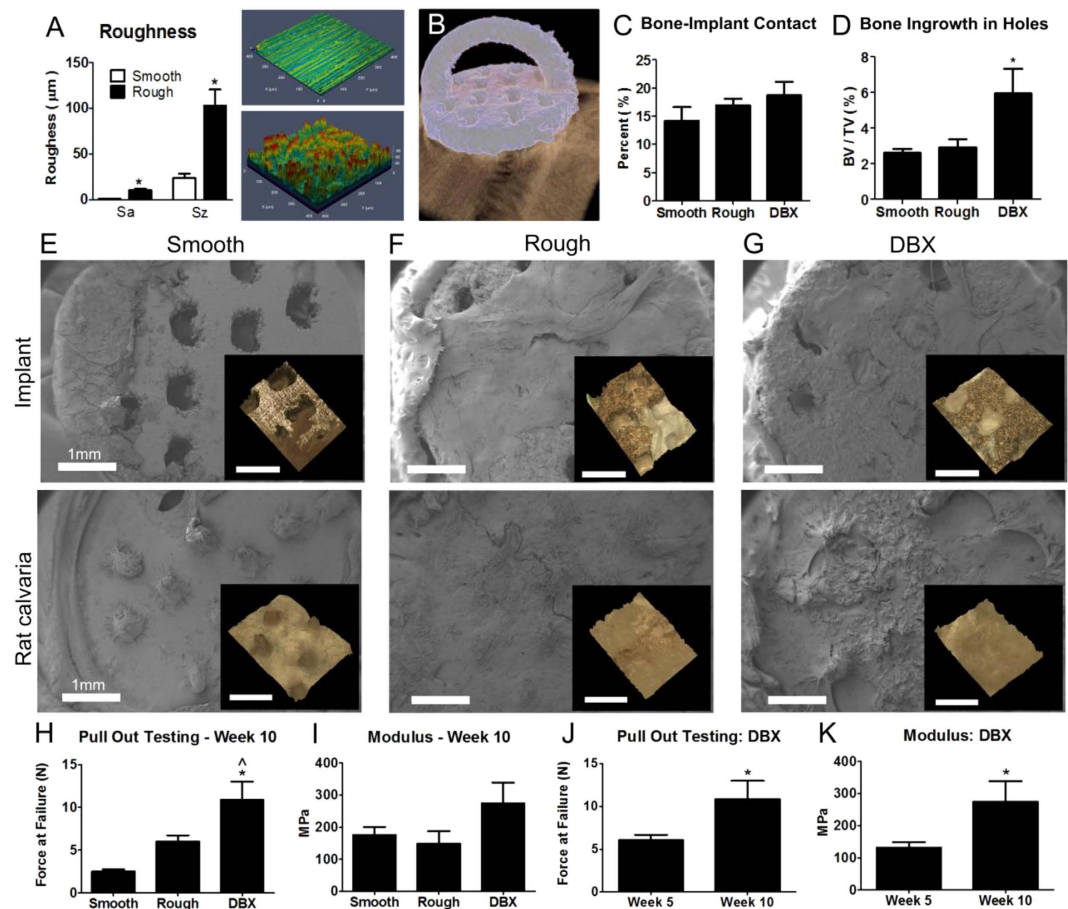 A
Roughness
Rougheness (µm)
150
100
50
0
Smooth
Rough
*
*
Sa
Sz
B
C
Bone-Implant Contact
Percent (%)
25
20
15
10
5
0
Smooth Rough DBX
D
Bone Ingrowth in Holes
BV / TV (%)
8
6
4
2
0
*
Smooth Rough DBX
E Smooth
F Rough
G DBX
Implant
1mm
Rat calvaria
1mm
H
Pull Out Testing - Week 10
Force at Failure (N)
15
10
5
0
^
*
Smooth Rough DBX
I
Modulus - Week 10
MPa
400
300
200
100
0
Smooth Rough DBX
J
Pull Out Testing: DBX
Force at Failure (N)
15
10
5
0
*
Week 5 Week 10
K
Modulus: DBX
MPa
400
300
200
100
0
*
Week 5 Week 10